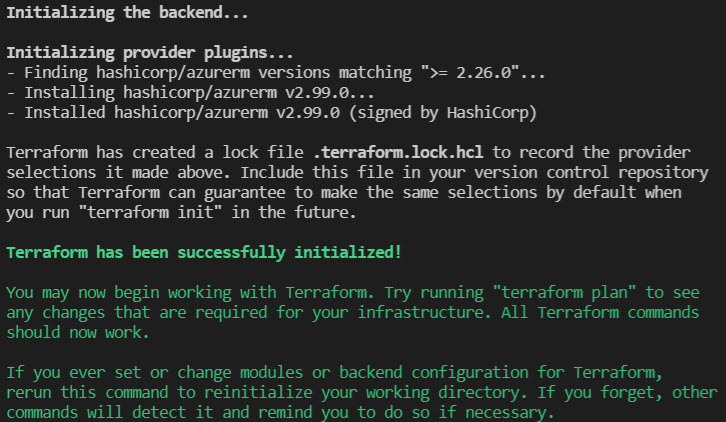 Initializing the backend...
Initializing provider plugins...
- Finding hashicorp/azurerm versions matching ">= 2.26.0"...
- Installing hashicorp/azurerm v2.99.0...
- Installed hashicorp/azurerm v2.99.0 (signed by HashiCorp)
Terraform has created a lock file .terraform.lock.hcl to record the provider
selections it made above. Include this file in your version control repository
so that Terraform can guarantee to make the same selections by default when
you run "terraform init" in the future.
Terraform has been successfully initialized!
You may now begin working with Terraform. Try running "terraform plan" to see
any changes that are required for your infrastructure. All Terraform commands
should now work.
If you ever set or change modules or backend configuration for Terraform,
rerun this command to reinitialize your working directory. If you forget, other
commands will detect it and remind you to do so if necessary.